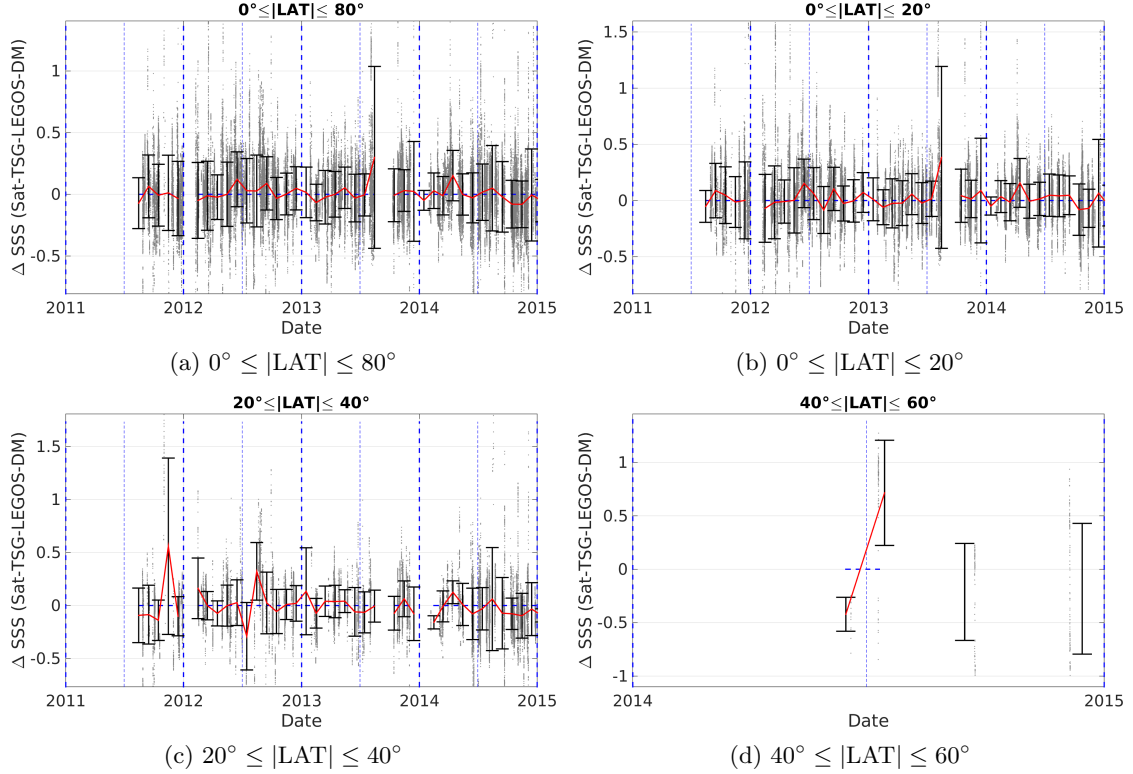 0°≤|LAT|≤ 80°
Δ SSS (Sat-TSG-LEGOS-DM)
1
0.5
0
-0.5
2011 2012 2013 2014 2015
Date
(a) 0° ≤ |LAT| ≤ 80°
0°≤|LAT|≤ 20°
Δ SSS (Sat-TSG-LEGOS-DM)
1.5
1
0.5
0
-0.5
2011 2012 2013 2014 2015
Date
(b) 0° ≤ |LAT| ≤ 20°
20°≤|LAT|≤ 40°
Δ SSS (Sat-TSG-LEGOS-DM)
1.5
1
0.5
0
-0.5
2011 2012 2013 2014 2015
Date
(c) 20° ≤ |LAT| ≤ 40°
40°≤|LAT|≤ 60°
Δ SSS (Sat-TSG-LEGOS-DM)
1
0.5
0
-0.5
-1
2014 2015
Date
(d) 40° ≤ |LAT| ≤ 60°